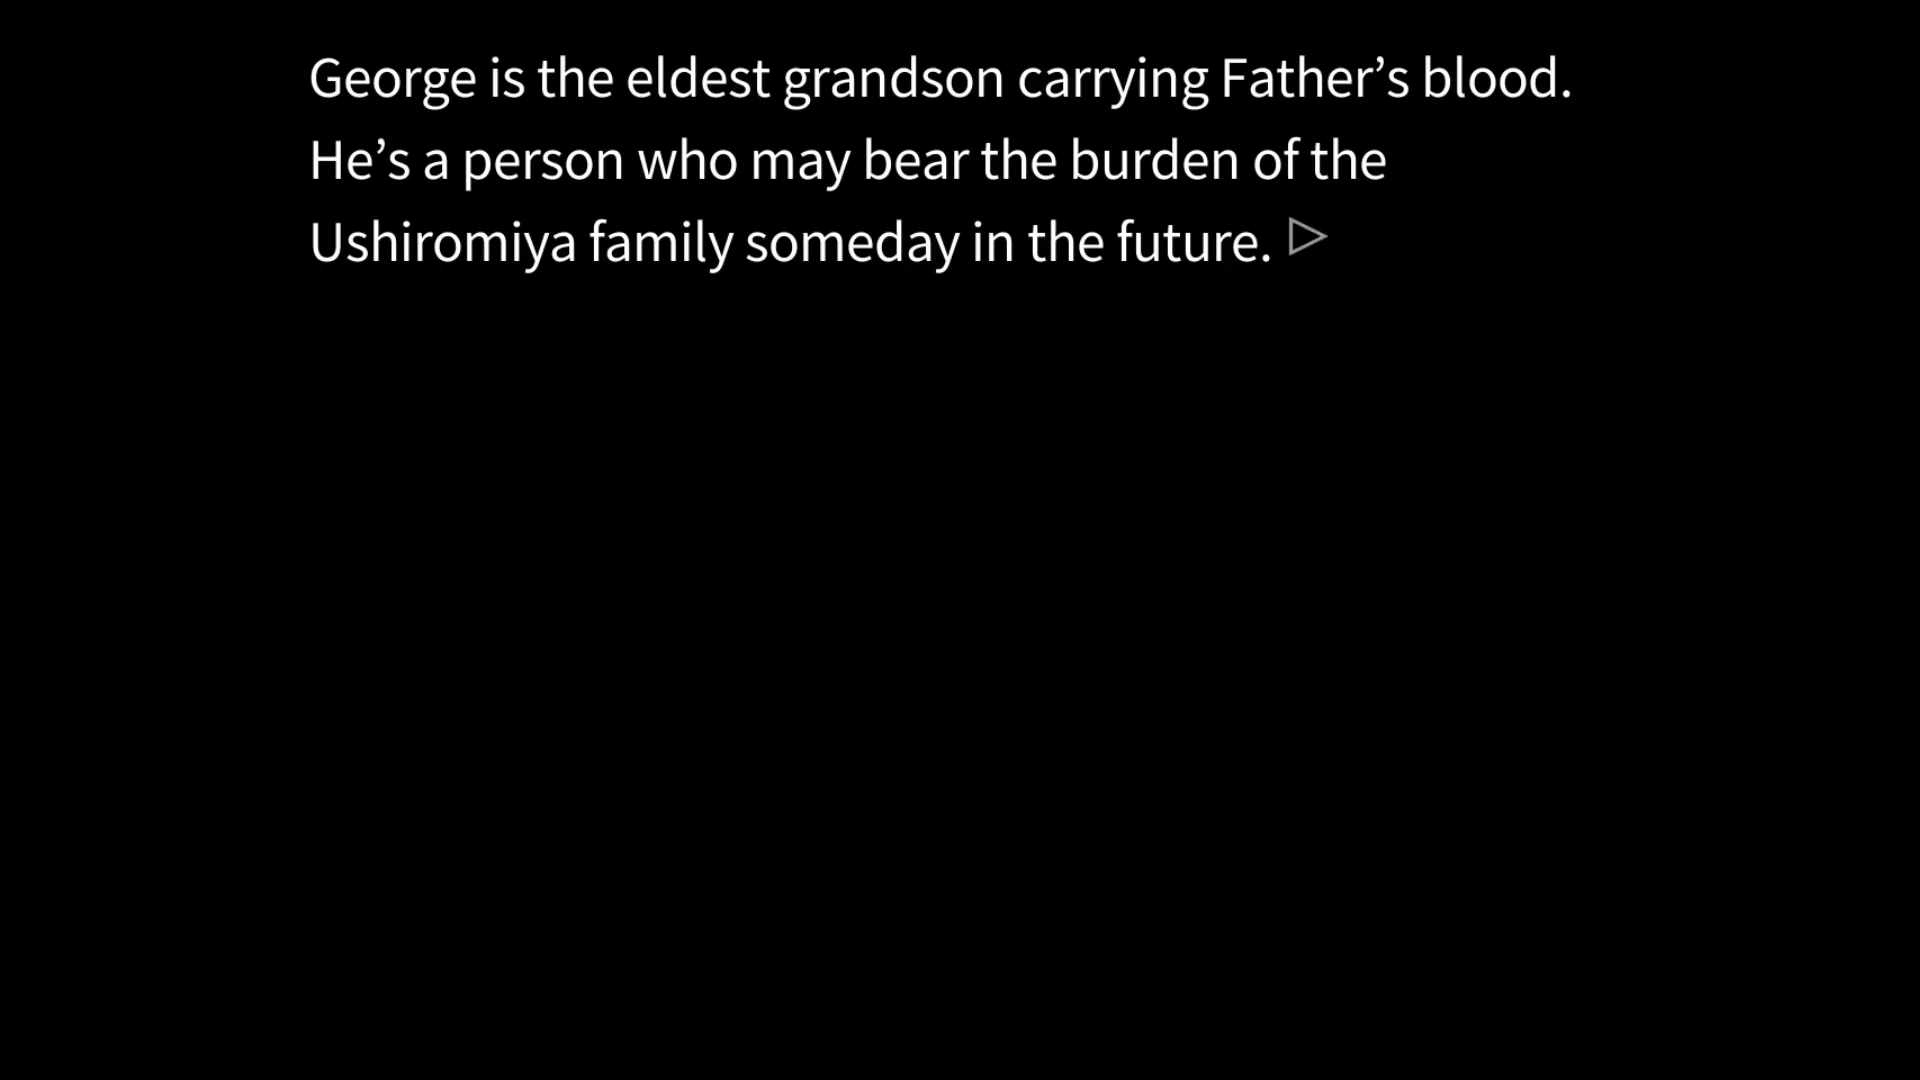 George is the eldest grandson carrying Father’s blood.
He’s a person who may bear the burden of the
Ushiromiya family someday in the future.